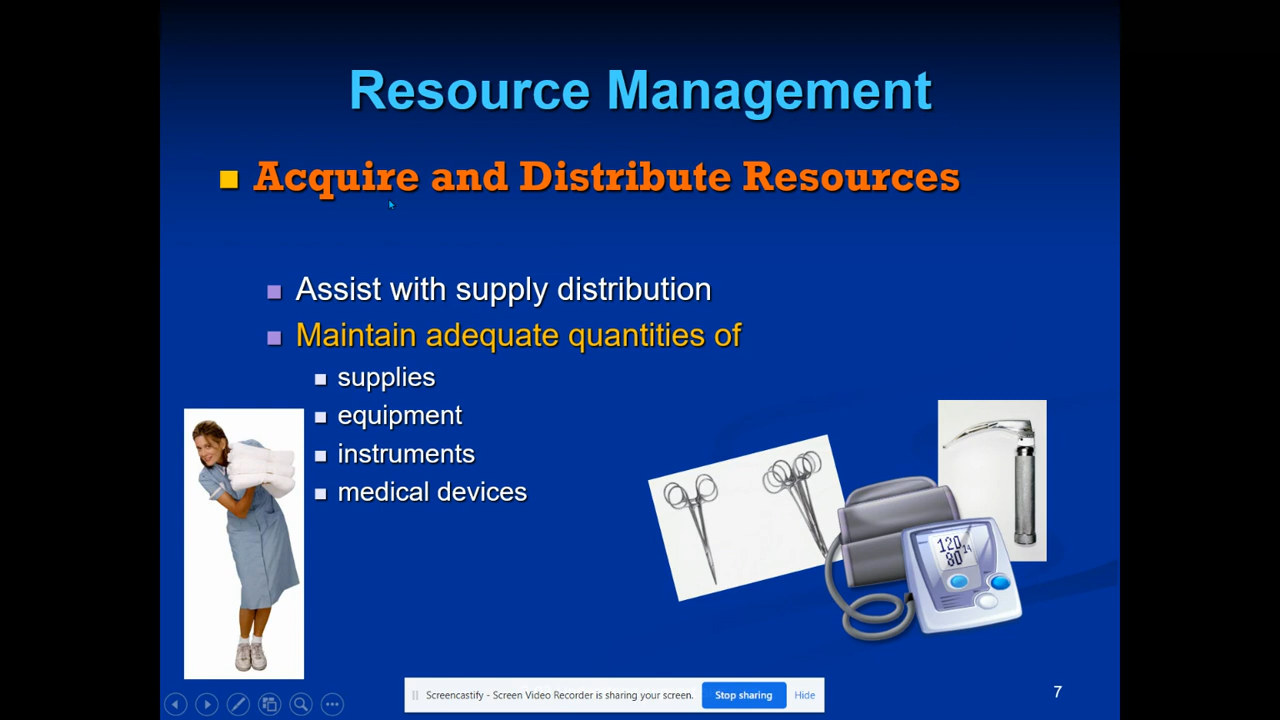 Resource Management
Acquire and Distribute Resources
Assist with supply distribution
Maintain adequate quantities of
supplies
equipment
instruments
medical devices
120
80 14
Screencastify - Screen Video Recorder is sharing your screen. Stop sharing Hide
7